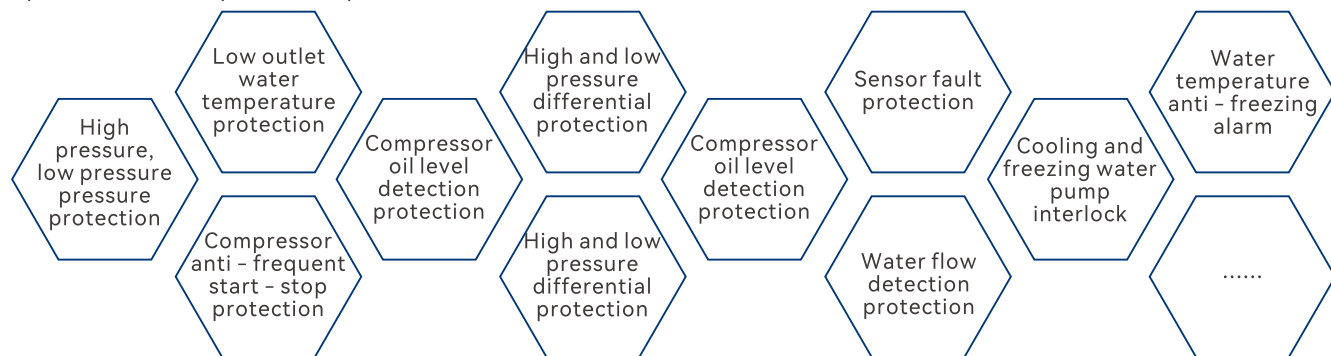 High
pressure,
low pressure
pressure
protection
Low outlet
water
temperature
protection
Compressor
anti - frequent
start - stop
protection
Compressor
oil level
detection
protection
High and low
pressure
differential
protection
High and low
pressure
differential
protection
Compressor
oil level
detection
protection
Sensor fault
protection
Water flow
detection
protection
Cooling and
freezing water
pump
interlock
Water
temperature
anti - freezing
alarm
......